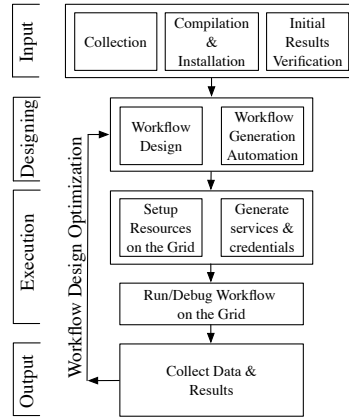 Input
Collection
Compilation
&
Installation
Initial
Results
Verification
Designing
Workflow
Design
Workflow
Generation
Automation
Workflow Design Optimization
Execution
Setup
Resources
on the Grid
Generate
services &
credentials
Run/Debug Workflow
on the Grid
Output
Collect Data &
Results